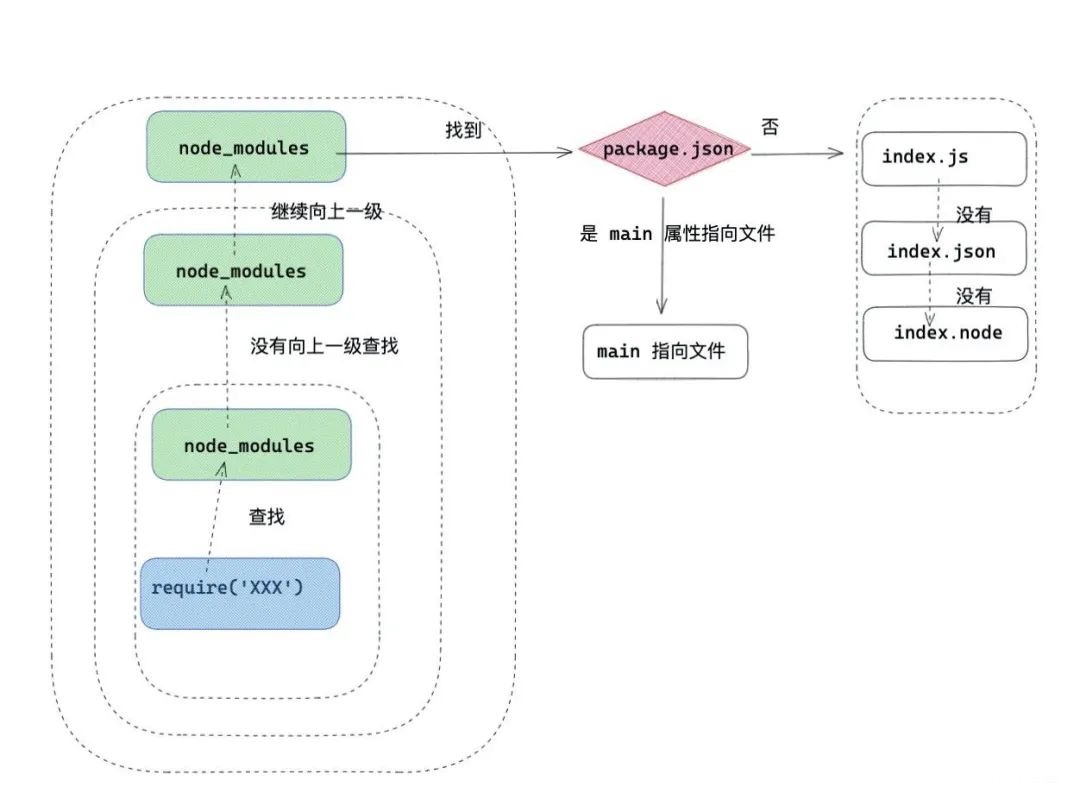 node_modules
找到
package.json
否
index.js
继续向上一级
没有
node_modules
是 main 属性指向文件
index.json
没有
没有向上一级查找
main 指向文件
index.node
node_modules
查找
require('XXX')